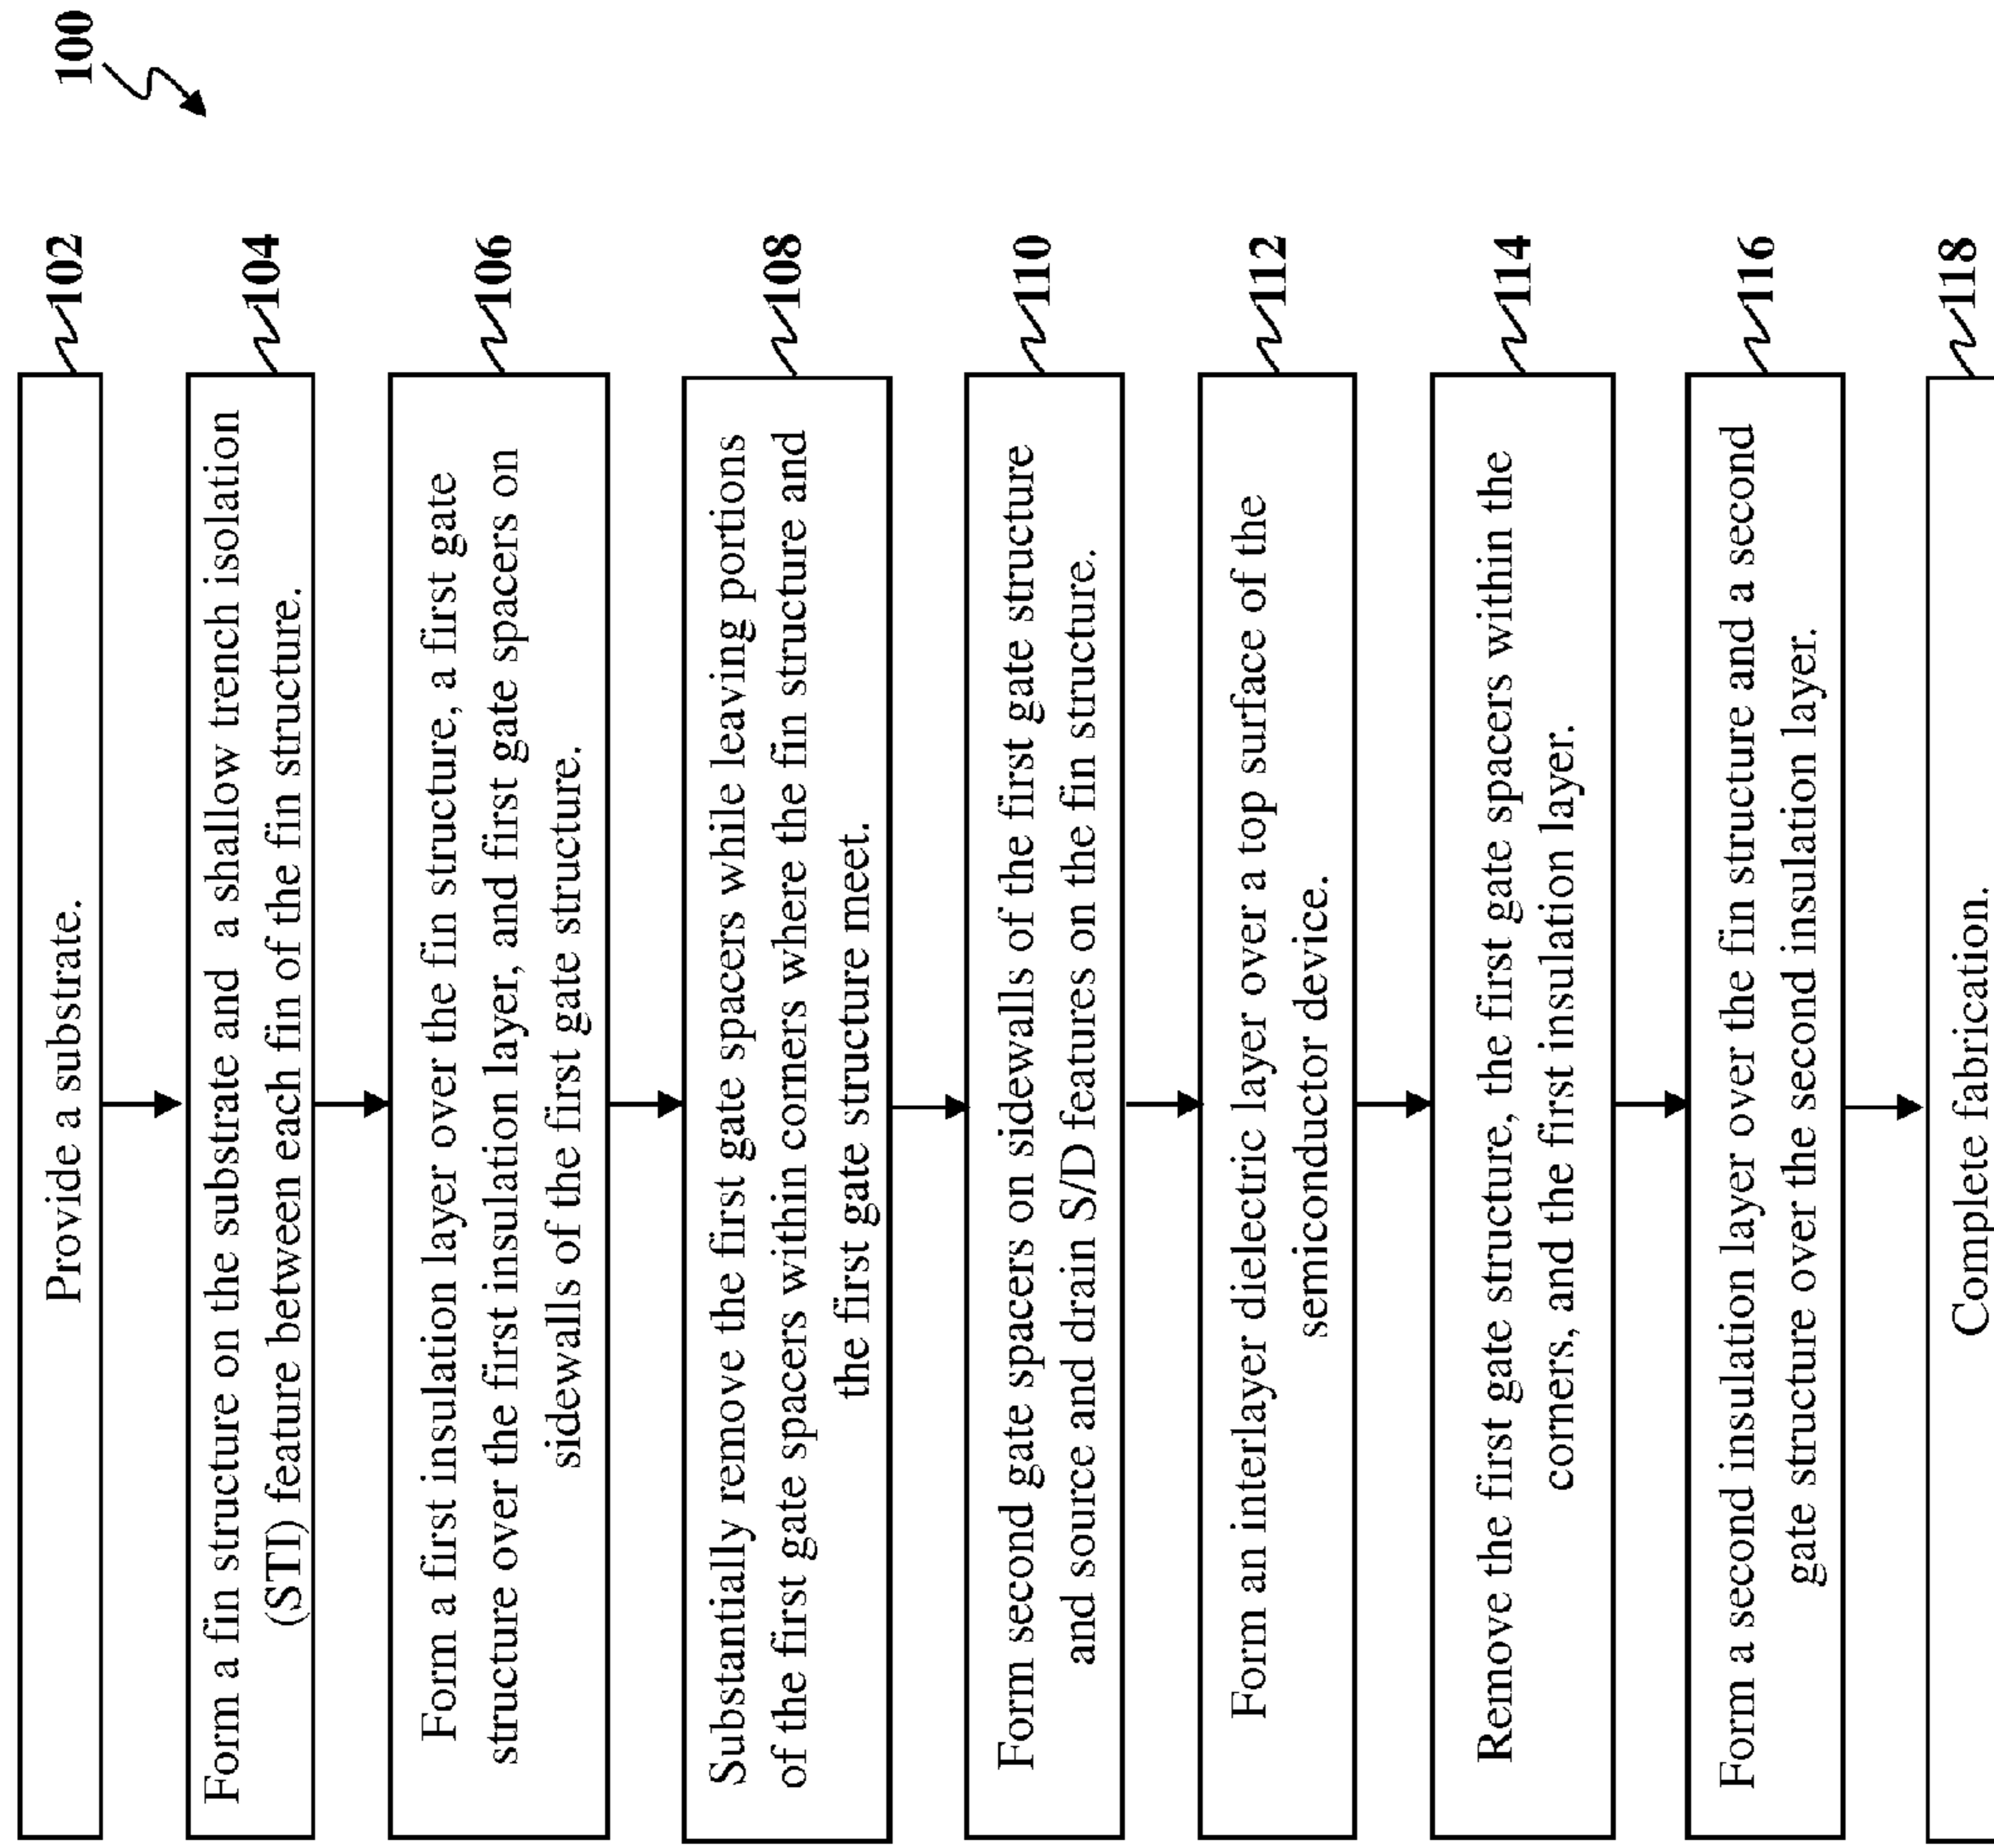 100
Provide a substrate.
102
Form a fin structure on the substrate and a shallow trench isolation
(STI) feature between each fin of the fin structure.
104
Form a first insulation layer over the fin structure, a first gate
structure over the first insulation layer, and first gate spacers on
sidewalls of the first gate structure.
106
Substantially remove the first gate spacers while leaving portions
of the first gate spacers within corners where the fin structure and
the first gate structure meet.
108
Form second gate spacers on sidewalls of the first gate structure
and source and drain S/D features on the fin structure.
110
Form an interlayer dielectric layer over a top surface of the
semiconductor device.
112
Remove the first gate structure, the first gate spacers within the
corners, and the first insulation layer.
114
Form a second insulation layer over the fin structure and a second
gate structure over the second insulation layer.
116
Complete fabrication.
118